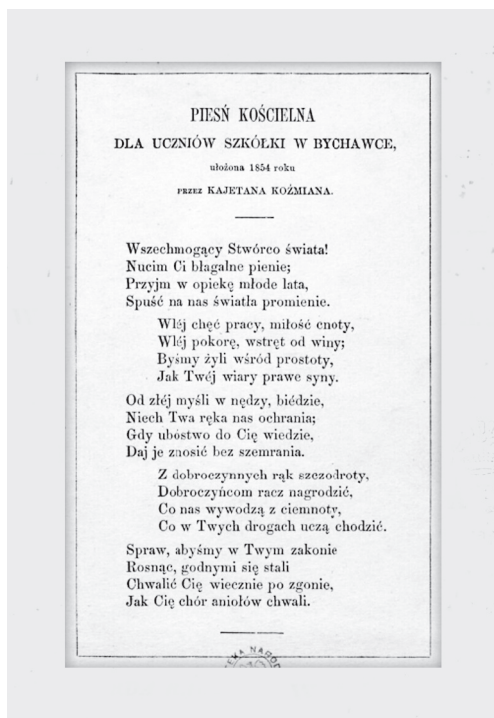 PIESŃ KOŚCIELNA
DLA UCZNIÓW SZKÓŁKI W BYCHAWCE,
ułożona 1854 roku
PRZEZ KAJETANA KOŹMIANA.
Wszechmogący Stwórco świata!
Nucim Ci błagalne pienie;
Przyjm w opiekę młode lata,
Spuść na nas światła promienie.
Wléj chęć pracy, miłość cnoty,
Wléj pokorę, wstręt od winy;
Byśmy żyli wśród prostoty,
Jak Twéj wiary prawe syny.
Od złéj myśli w nędzy, biédzie,
Niech Twa ręka nas ochrania;
Gdy ubóstwo do Cię wiedzie,
Daj je znosić bez szemrania.
Z dobroczynnych rąk szczodroty,
Dobroczyńcom racz nagrodzić,
Co nas wywodzą z ciemnoty,
Co w Twych drogach uczą chodzić.
Spraw, abyśmy w Twym zakonie
Rosnąc, godnymi się stali
Chwalić Cię wiecznie po zgonie,
Jak Cię chór aniołów chwali.